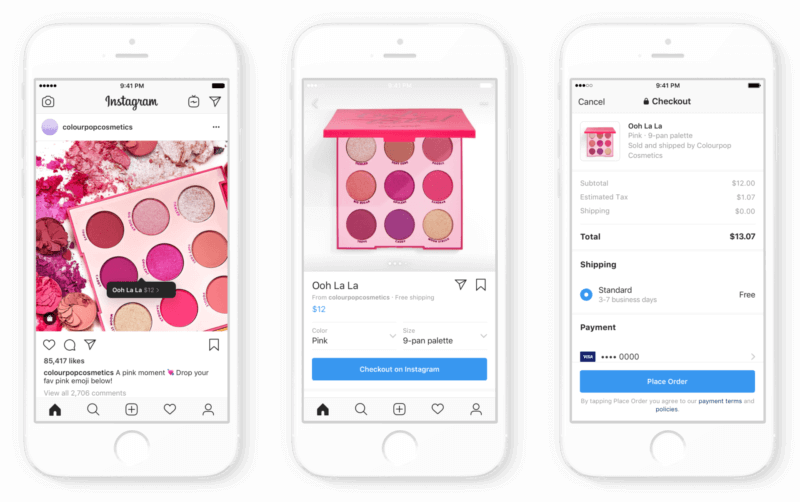 9:41 PM
Instagram
colourpopcosmetics
Ooh La La $12 >
85,417 likes
colourpopcosmetics A pink moment 💘 Drop your
fav pink emoji below!
View all 2,706 comments
9:41 PM
Ooh La La
From colourpopcosmetics · Free shipping
$12
Color
Pink
Size
9-pan palette
Checkout on Instagram
9:41 PM
Cancel
Checkout
Ooh La La
Pink · 9-pan palette
Sold and shipped by Colourpop
Cosmetics
Subtotal $12.00
Estimated Tax $1.07
Shipping $0.00
Total $13.07
Shipping
Standard
3-7 business days
Free
Payment
VISA •••• 0000
Place Order
By tapping Place Order you agree to our payment terms and
policies.